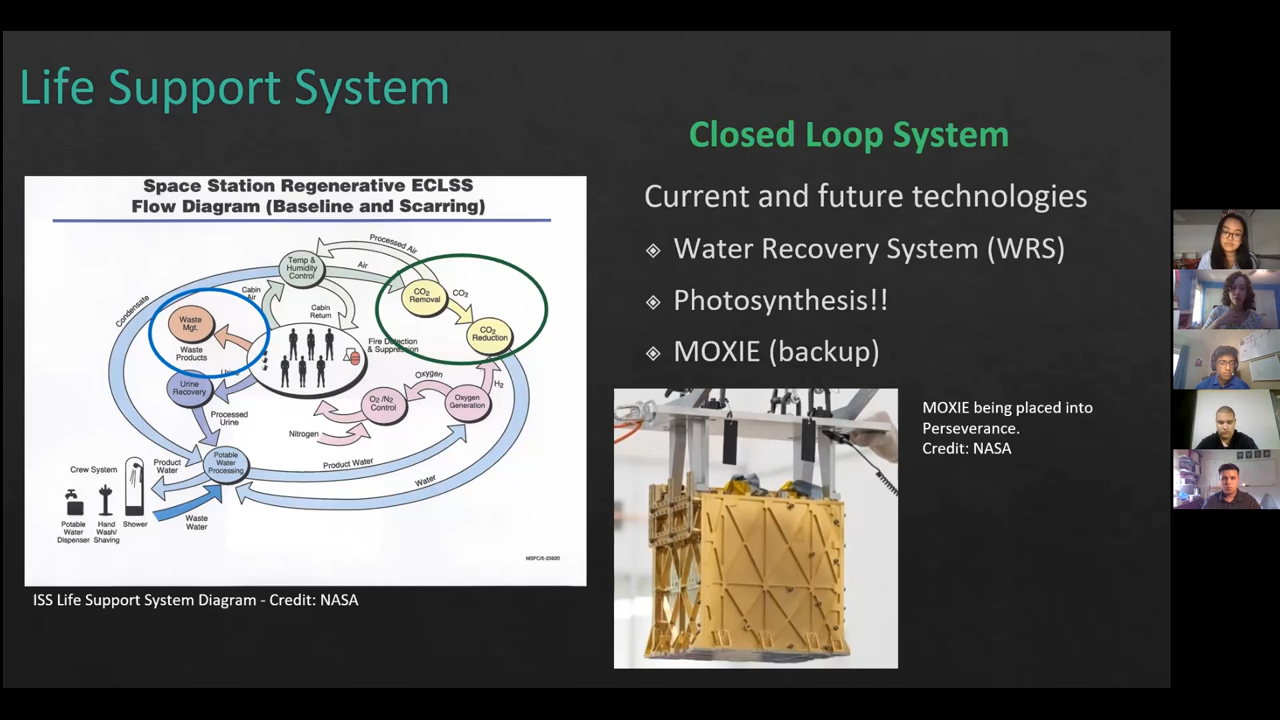 Life Support System
Space Station Regenerative ECLSS
Flow Diagram (Baseline and Scarring)
Processed Air
Temp &
Humidity
Control
Air
CO2
Removal
CO2
CO2
Reduction
Cabin
Air
Cabin
Return
Condensate
Waste
Mgt.
Waste
Products
Fire Detection
& Suppression
Urine
Urine
Recovery
Oxygen
O2/N2
Control
Oxygen
Generation
H2
Processed
Urine
Nitrogen
Potable
Water
Processing
Product
Water
Product Water
Water
Crew System
Waste
Water
Potable
Water
Dispenser
Hand
Wash/
Shaving
Shower
ISS Life Support System Diagram - Credit: NASA
Closed Loop System
Current and future technologies
Water Recovery System (WRS)
Photosynthesis!!
MOXIE (backup)
MOXIE being placed into
Perseverance.
Credit: NASA